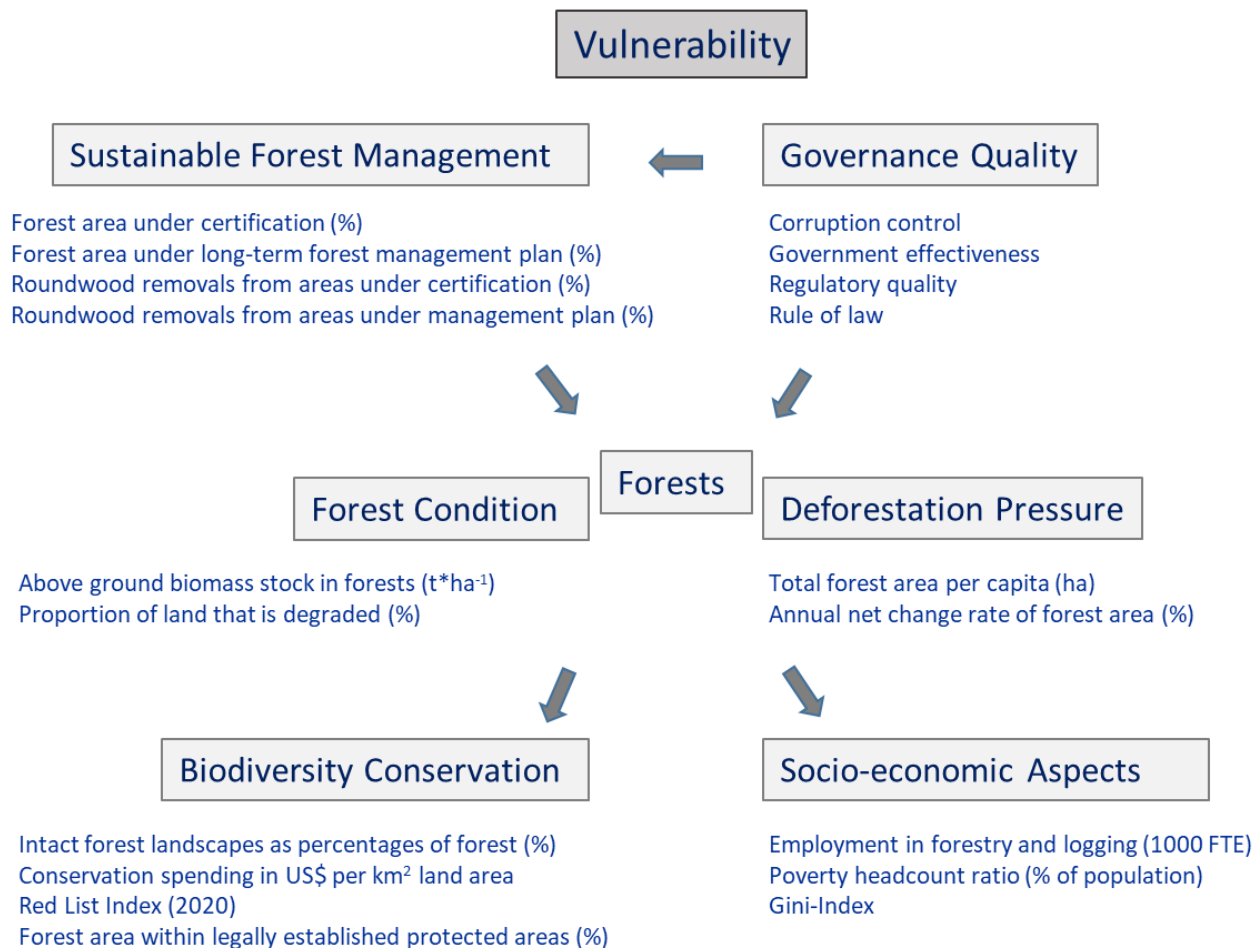 Vulnerability
Sustainable Forest Management
Governance Quality
Forest area under certification (%)
Forest area under long-term forest management plan (%)
Roundwood removals from areas under certification (%)
Roundwood removals from areas under management plan (%)
Corruption control
Government effectiveness
Regulatory quality
Rule of law
Forests
Forest Condition
Deforestation Pressure
Above ground biomass stock in forests (t*ha⁻¹)
Proportion of land that is degraded (%)
Total forest area per capita (ha)
Annual net change rate of forest area (%)
Biodiversity Conservation
Socio-economic Aspects
Intact forest landscapes as percentages of forest (%)
Conservation spending in US$ per km² land area
Red List Index (2020)
Forest area within legally established protected areas (%)
Employment in forestry and logging (1000 FTE)
Poverty headcount ratio (% of population)
Gini-Index